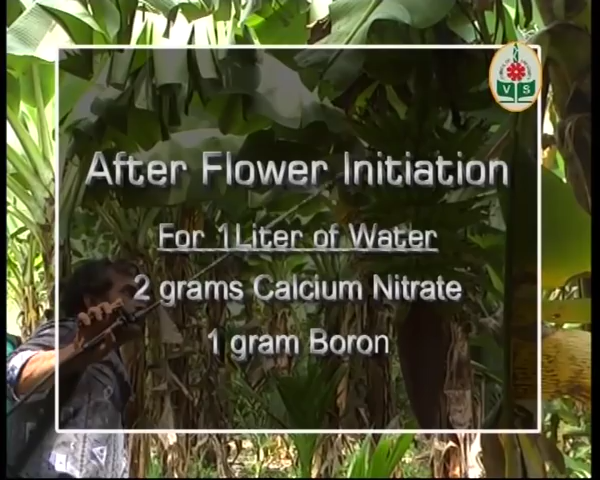 After Flower Initiation
For 1 Liter of Water
2 grams Calcium Nitrate
1 gram Boron
V S